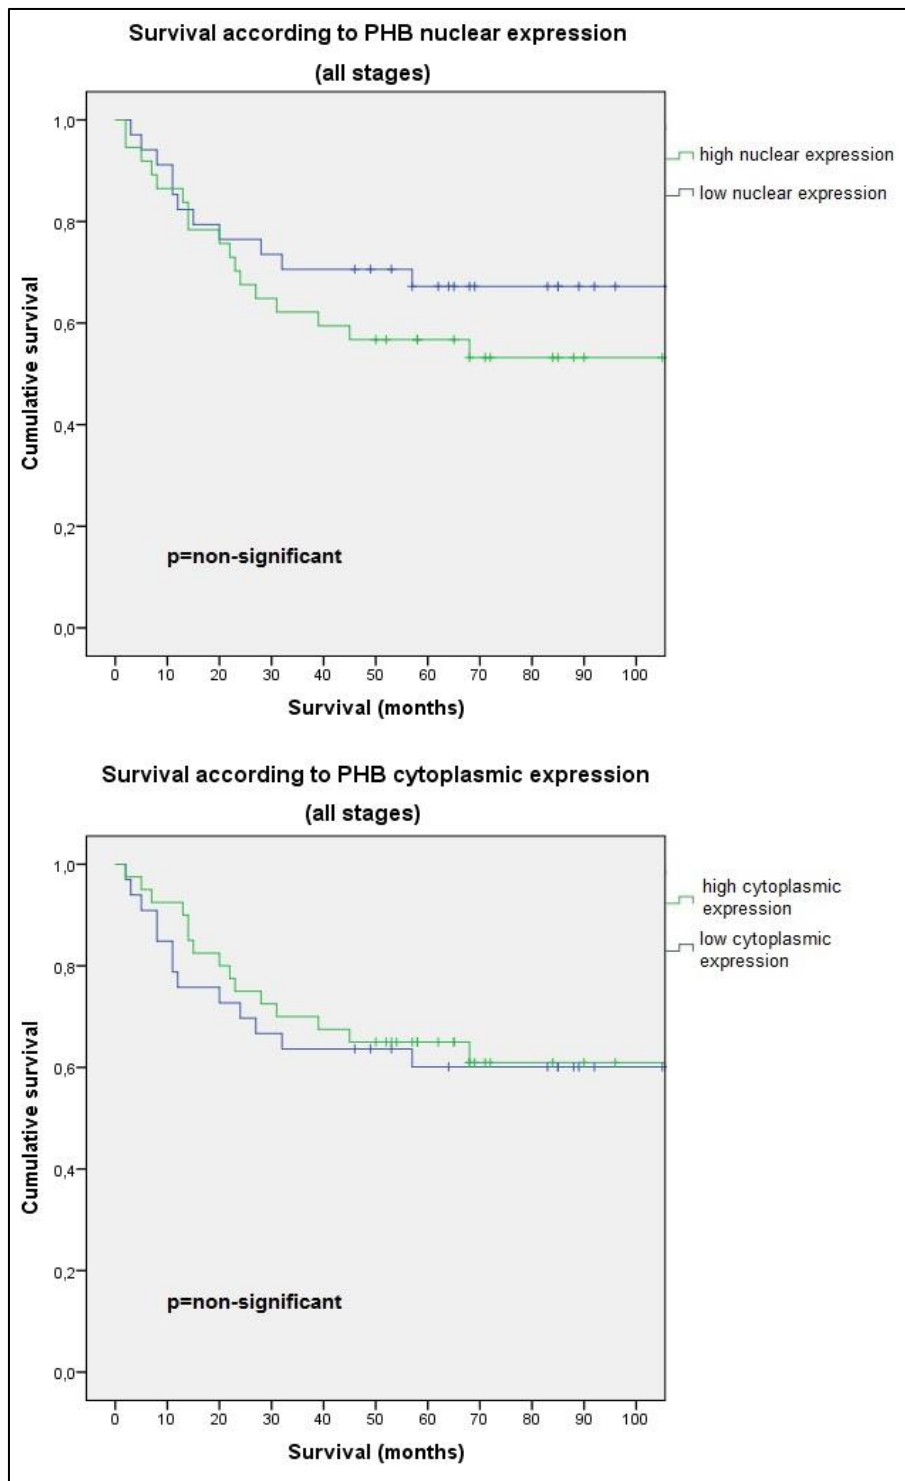 Survival according to PHB nuclear expression
(all stages)
1,0
0,8
0,6
0,4
0,2
0,0
Cumulative survival
high nuclear expression
low nuclear expression
p=non-significant
0 10 20 30 40 50 60 70 80 90 100
Survival (months)
Survival according to PHB cytoplasmic expression
(all stages)
1,0
0,8
0,6
0,4
0,2
0,0
Cumulative survival
high cytoplasmic
expression
low cytoplasmic
expression
p=non-significant
0 10 20 30 40 50 60 70 80 90 100
Survival (months)